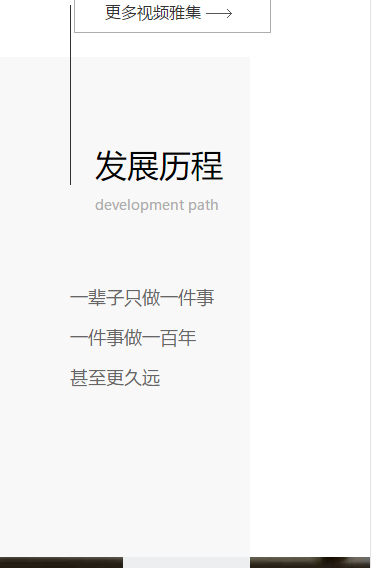 更多视频雅集
发展历程
development path
一辈子只做一件事
一件事做一百年
甚至更久远